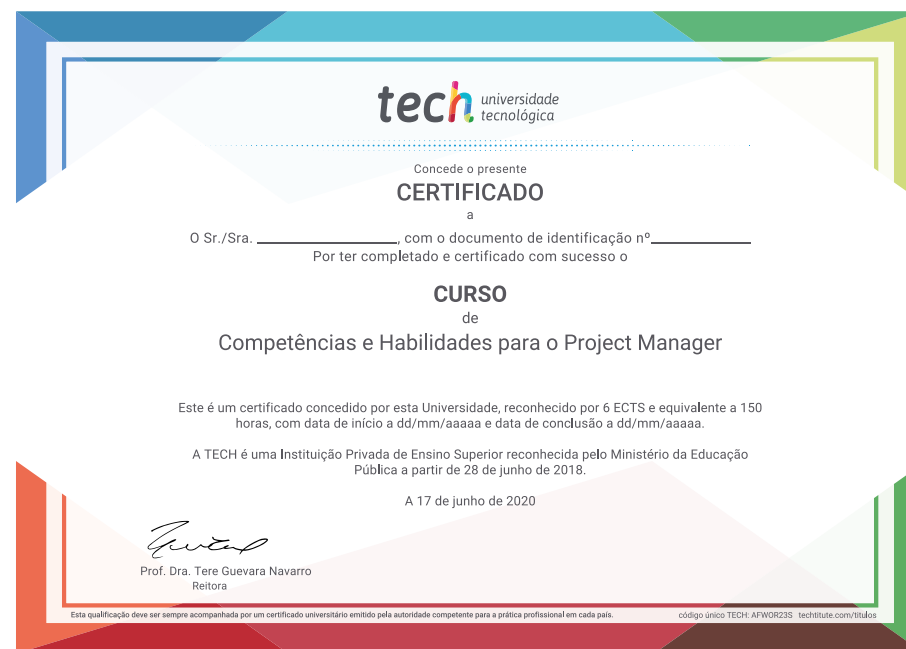 tech universidade
tecnológica
Concede o presente
CERTIFICADO
a
O Sr./Sra. ____________________, com o documento de identificação nº______________
Por ter completado e certificado com sucesso o
CURSO
de
Competências e Habilidades para o Project Manager
Este é um certificado concedido por esta Universidade, reconhecido por 6 ECTS e equivalente a 150
horas, com data de início a dd/mm/aaaaa e data de conclusão a dd/mm/aaaaa.
A TECH é uma Instituição Privada de Ensino Superior reconhecida pelo Ministério da Educação
Pública a partir de 28 de junho de 2018.
A 17 de junho de 2020
Prof. Dra. Tere Guevara Navarro
Reitora
Esta qualificação deve ser sempre acompanhada por um certificado universitário emitido pela autoridade competente para a prática profissional em cada país.
código único TECH: AFWOR23S techtitute.com/titulos